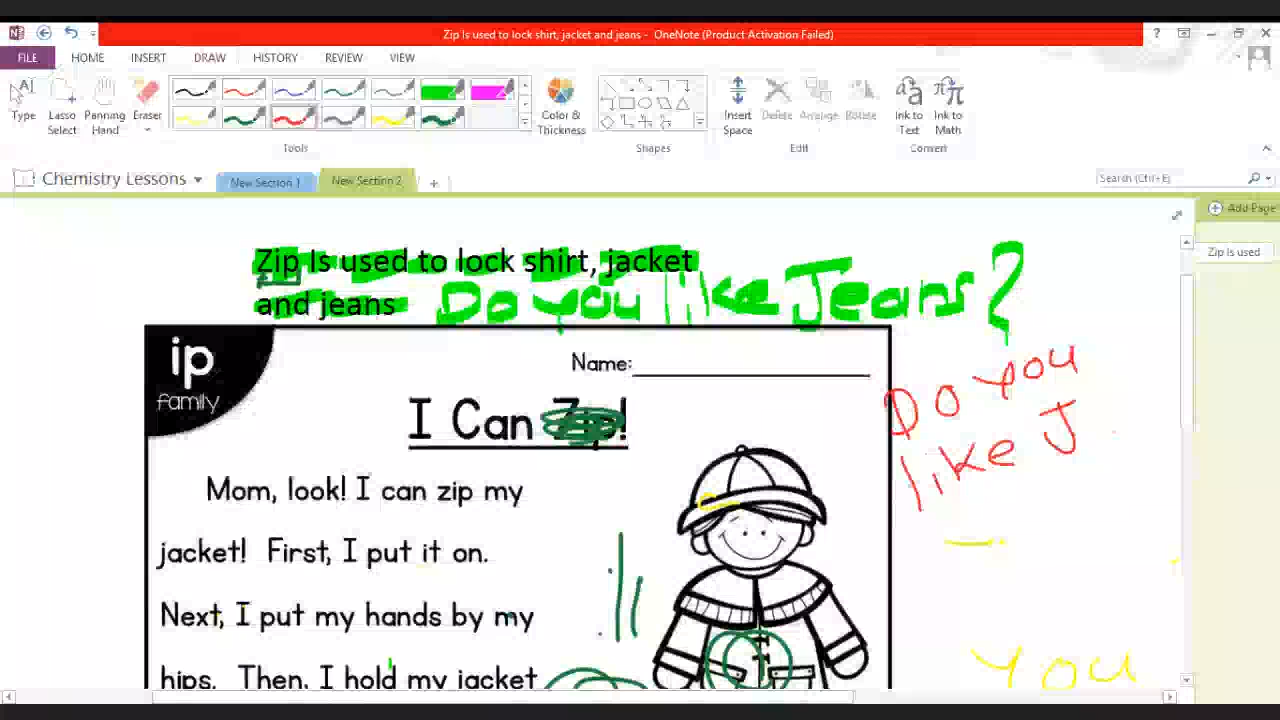 Zip Is used to lock shirt, jacket and jeans - OneNote (Product Activation Failed)
FILE HOME INSERT DRAW HISTORY REVIEW VIEW
Type Lasso Select Panning Hand Eraser Color & Thickness Insert Space Delete Arrange Rotate Ink to Text Ink to Math
Tools Shapes Edit Convert
Chemistry Lessons New Section 1 New Section 2 Search (Ctrl+E)
Add Page
Zip Is used
Zip Is used to lock shirt, jacket
and jeans Do you like Jeans?
ip
family
Name:
I Can Zip!
Do you
like J
Mom, look! I can zip my
jacket! First, I put it on.
Next, I put my hands by my
hips. Then, I hold my jacket
You